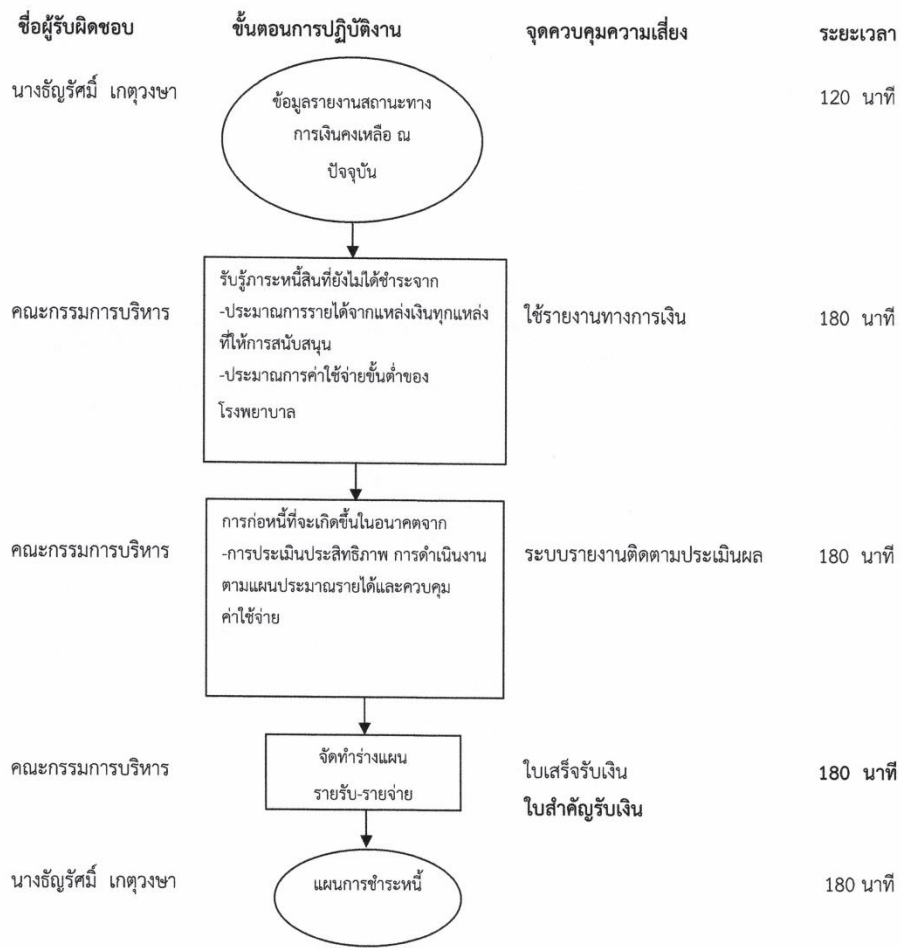 ชื่อผู้รับผิดชอบ ขั้นตอนการปฏิบัติงาน จุดควบคุมความเสี่ยง ระยะเวลา
นางธัญรัศมิ์ เกตุวงษา
ข้อมูลรายงานสถานะทาง
การเงินคงเหลือ ณ
ปัจจุบัน
120 นาที
คณะกรรมการบริหาร
รับรู้ภาระหนี้สินที่ยังไม่ได้ชำระจาก
-ประมาณการรายได้จากแหล่งเงินทุกแหล่ง
ที่ให้การสนับสนุน
-ประมาณการค่าใช้จ่ายขั้นต่ำของ
โรงพยาบาล
ใช้รายงานทางการเงิน
180 นาที
คณะกรรมการบริหาร
การก่อหนี้ที่จะเกิดขึ้นในอนาคตจาก
-การประเมินประสิทธิภาพ การดำเนินงาน
ตามแผนประมาณรายได้และควบคุม
ค่าใช้จ่าย
ระบบรายงานติดตามประเมินผล
180 นาที
คณะกรรมการบริหาร
จัดทำร่างแผน
รายรับ-รายจ่าย
ใบเสร็จรับเงิน
ใบสำคัญรับเงิน
180 นาที
นางธัญรัศมิ์ เกตุวงษา
แผนการชำระหนี้
180 นาที